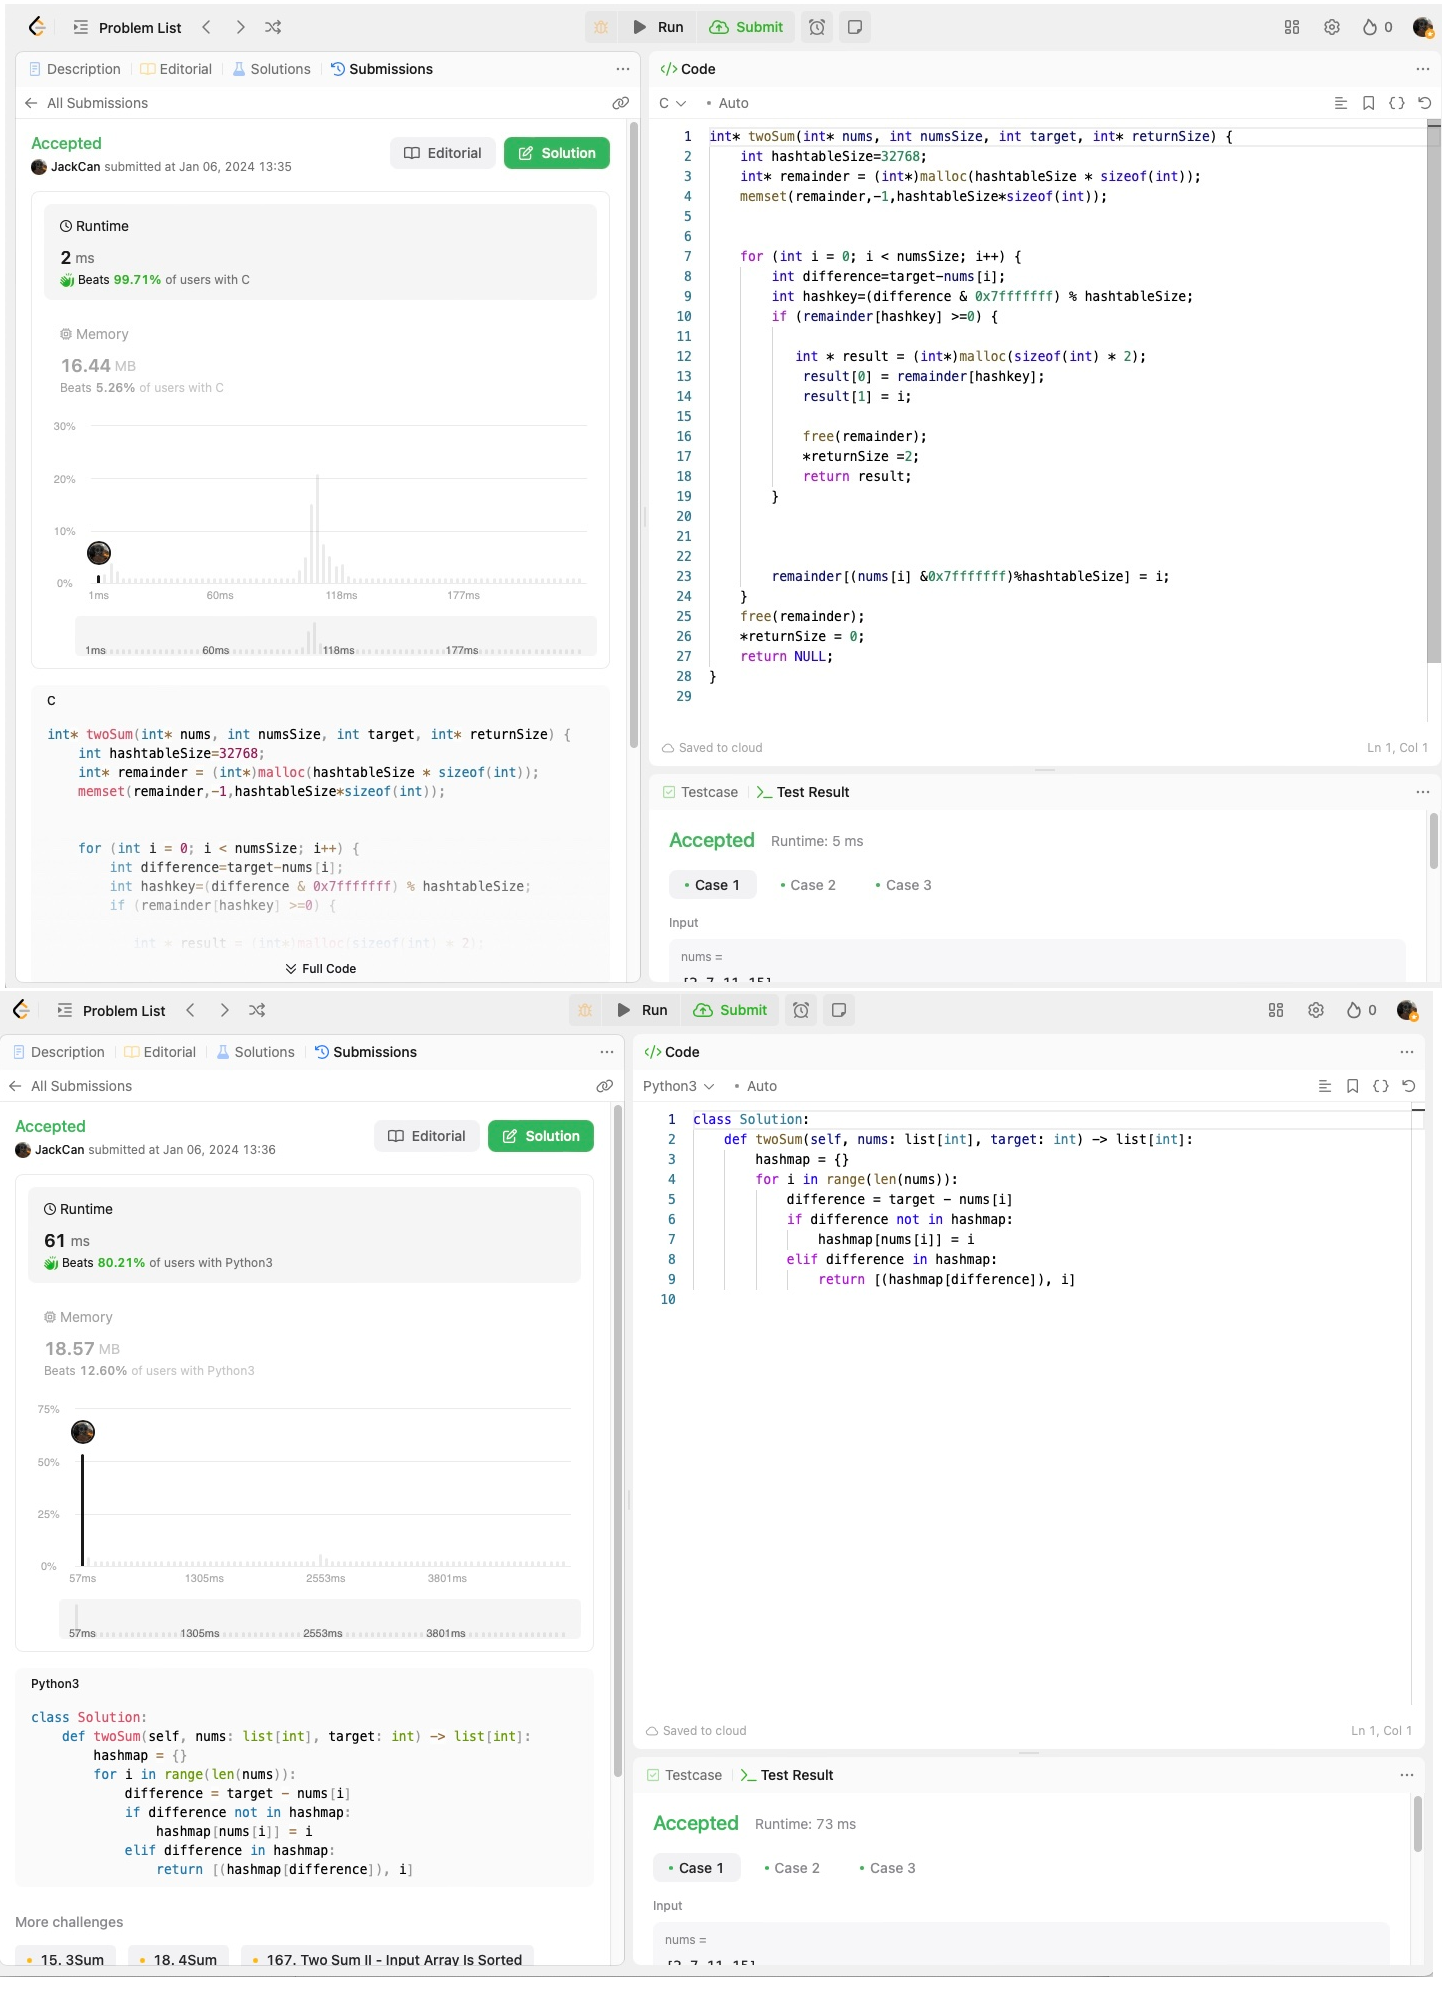 Problem List Run Submit 0
Description Editorial Solutions Submissions
All Submissions
Accepted
JackCan submitted at Jan 06, 2024 13:35
Editorial
Solution
Runtime
2 ms
Beats 99.71% of users with C
Memory
16.44 MB
Beats 5.26% of users with C
30%
20%
10%
0%
1ms 60ms 118ms 177ms
1ms 60ms 118ms 177ms
C
int* twoSum(int* nums, int numsSize, int target, int* returnSize) {
int hashtableSize=32768;
int* remainder = (int*)malloc(hashtableSize * sizeof(int));
memset(remainder,-1,hashtableSize*sizeof(int));
for (int i = 0; i < numsSize; i++) {
int difference=target-nums[i];
int hashkey=(difference & 0x7fffffff) % hashtableSize;
if (remainder[hashkey] >=0) {
int * result = (int*)malloc(sizeof(int) * 2);
Full Code
</> Code
C Auto
1 int* twoSum(int* nums, int numsSize, int target, int* returnSize) {
2 int hashtableSize=32768;
3 int* remainder = (int*)malloc(hashtableSize * sizeof(int));
4 memset(remainder,-1,hashtableSize*sizeof(int));
5
6
7 for (int i = 0; i < numsSize; i++) {
8 int difference=target-nums[i];
9 int hashkey=(difference & 0x7fffffff) % hashtableSize;
10 if (remainder[hashkey] >=0) {
11
12 int * result = (int*)malloc(sizeof(int) * 2);
13 result[0] = remainder[hashkey];
14 result[1] = i;
15
16 free(remainder);
17 *returnSize =2;
18 return result;
19 }
20
21
22
23 remainder[(nums[i] &0x7fffffff)%hashtableSize] = i;
24 }
25 free(remainder);
26 *returnSize = 0;
27 return NULL;
28 }
29
Saved to cloud Ln 1, Col 1
Testcase Test Result
Accepted Runtime: 5 ms
Case 1 Case 2 Case 3
Input
nums =
[2,7,11,15]
Problem List Run Submit 0
Description Editorial Solutions Submissions
All Submissions
Accepted
JackCan submitted at Jan 06, 2024 13:36
Editorial
Solution
Runtime
61 ms
Beats 80.21% of users with Python3
Memory
18.57 MB
Beats 12.60% of users with Python3
75%
50%
25%
0%
57ms 1305ms 2553ms 3801ms
57ms 1305ms 2553ms 3801ms
Python3
class Solution:
def twoSum(self, nums: list[int], target: int) -> list[int]:
hashmap = {}
for i in range(len(nums)):
difference = target - nums[i]
if difference not in hashmap:
hashmap[nums[i]] = i
elif difference in hashmap:
return [(hashmap[difference]), i]
More challenges
15. 3Sum 18. 4Sum 167. Two Sum II - Input Array Is Sorted
</> Code
Python3 Auto
1 class Solution:
2 def twoSum(self, nums: list[int], target: int) -> list[int]:
3 hashmap = {}
4 for i in range(len(nums)):
5 difference = target - nums[i]
6 if difference not in hashmap:
7 hashmap[nums[i]] = i
8 elif difference in hashmap:
9 return [(hashmap[difference]), i]
10
Saved to cloud Ln 1, Col 1
Testcase Test Result
Accepted Runtime: 73 ms
Case 1 Case 2 Case 3
Input
nums =
[2,7,11,15]